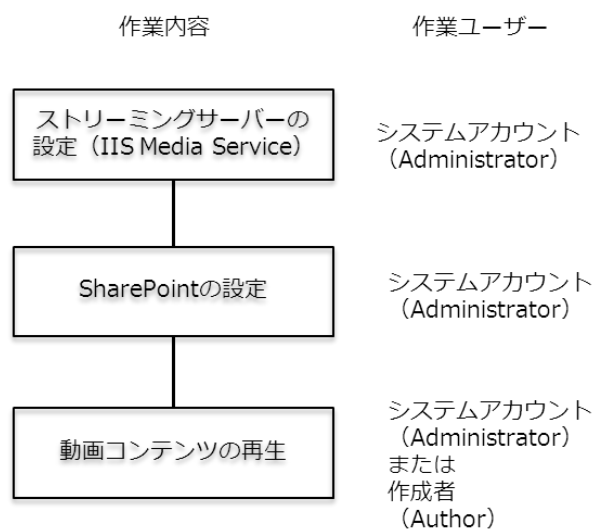 作業内容
作業ユーザー
ストリーミングサーバーの
設定（IIS Media Service）
システムアカウント
（Administrator）
SharePointの設定
システムアカウント
（Administrator）
動画コンテンツの再生
システムアカウント
（Administrator）
または
作成者
（Author）